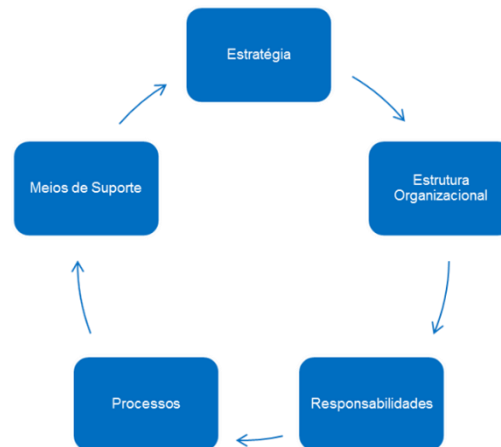 Estratégia
Estrutura
Organizacional
Responsabilidades
Processos
Meios de Suporte